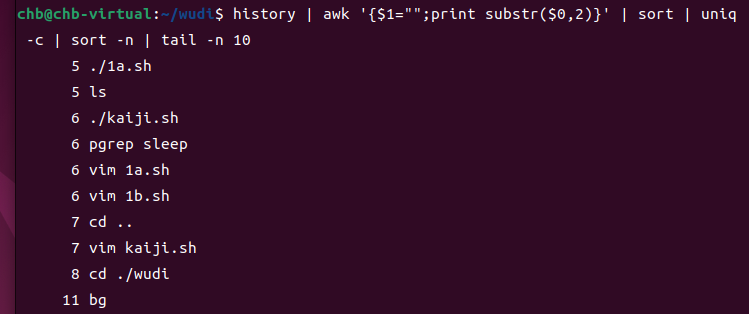 chb@chb-virtual:~/wudi$ history | awk '{$1="";print substr($0,2)}' | sort | uniq
-c | sort -n | tail -n 10
5 ./1a.sh
5 ls
6 ./kaiji.sh
6 pgrep sleep
6 vim 1a.sh
6 vim 1b.sh
7 cd ..
7 vim kaiji.sh
8 cd ./wudi
11 bg